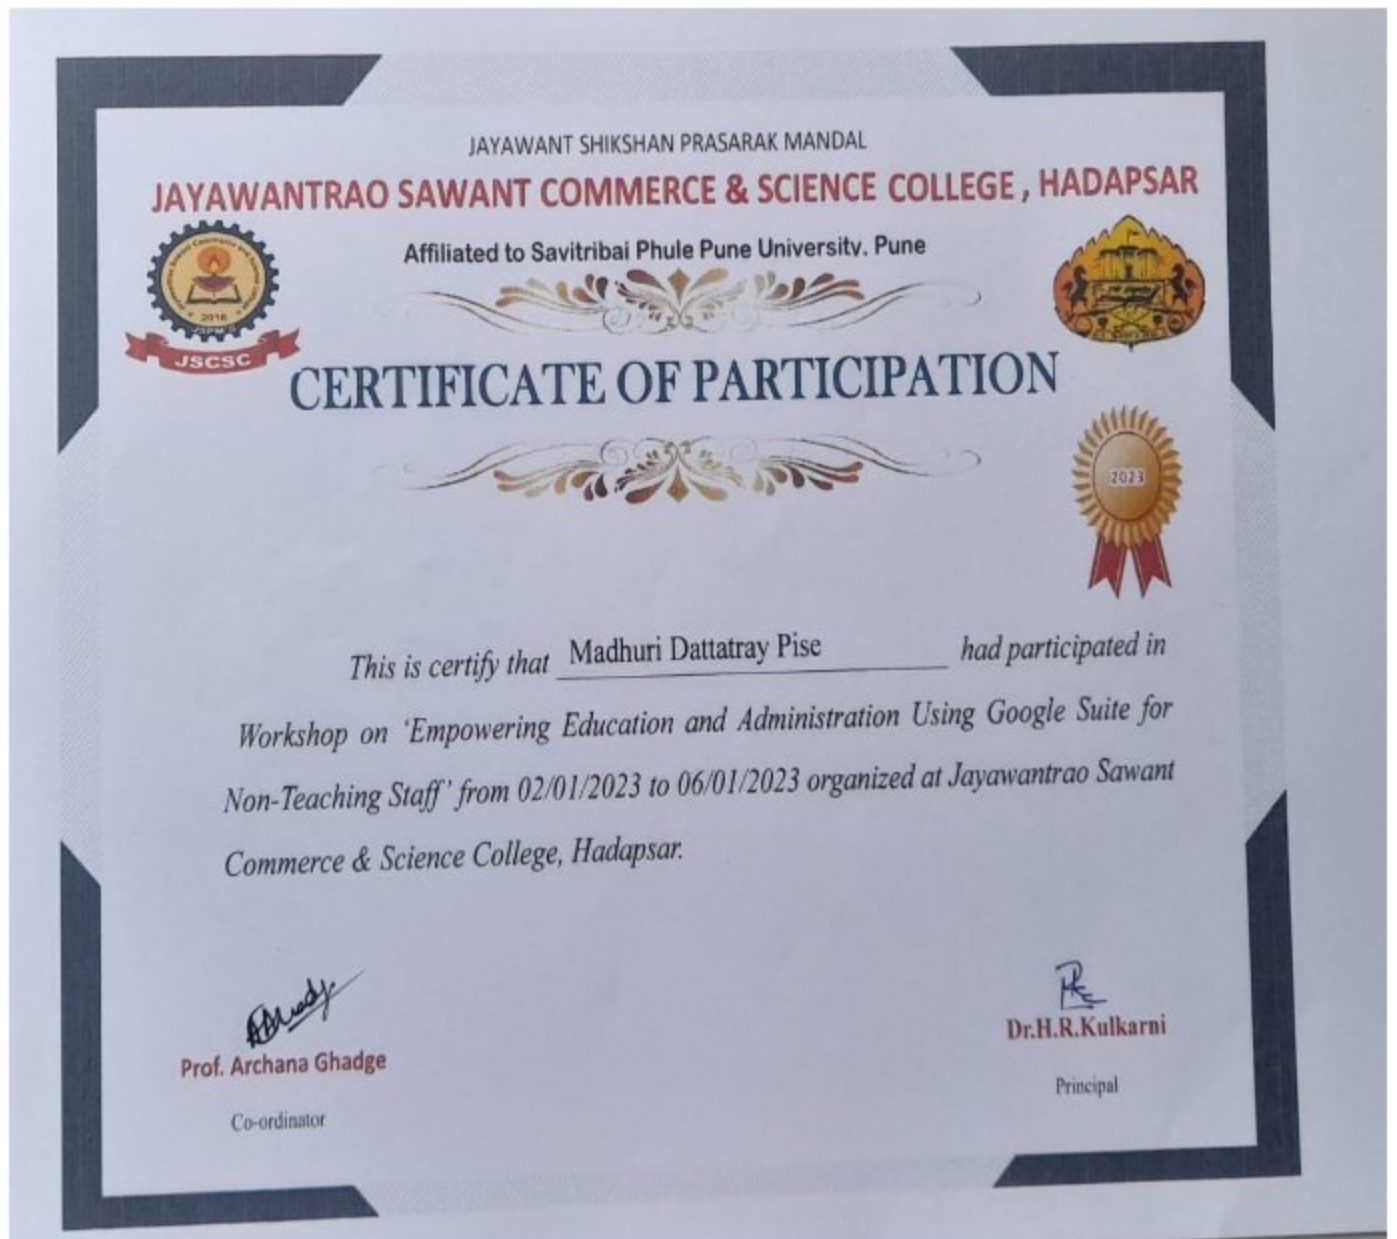 JAYAWANT SHIKSHAN PRASARAK MANDAL
JAYAWANTRAO SAWANT COMMERCE & SCIENCE COLLEGE , HADAPSAR
Affiliated to Savitribai Phule Pune University. Pune
2016
JSPM'S
JSCSC
CERTIFICATE OF PARTICIPATION
2023
This is certify that Madhuri Dattatray Pise had participated in
Workshop on ‘Empowering Education and Administration Using Google Suite for
Non-Teaching Staff’ from 02/01/2023 to 06/01/2023 organized at Jayawantrao Sawant
Commerce & Science College, Hadapsar.
Prof. Archana Ghadge
Co-ordinator
Dr.H.R.Kulkarni
Principal